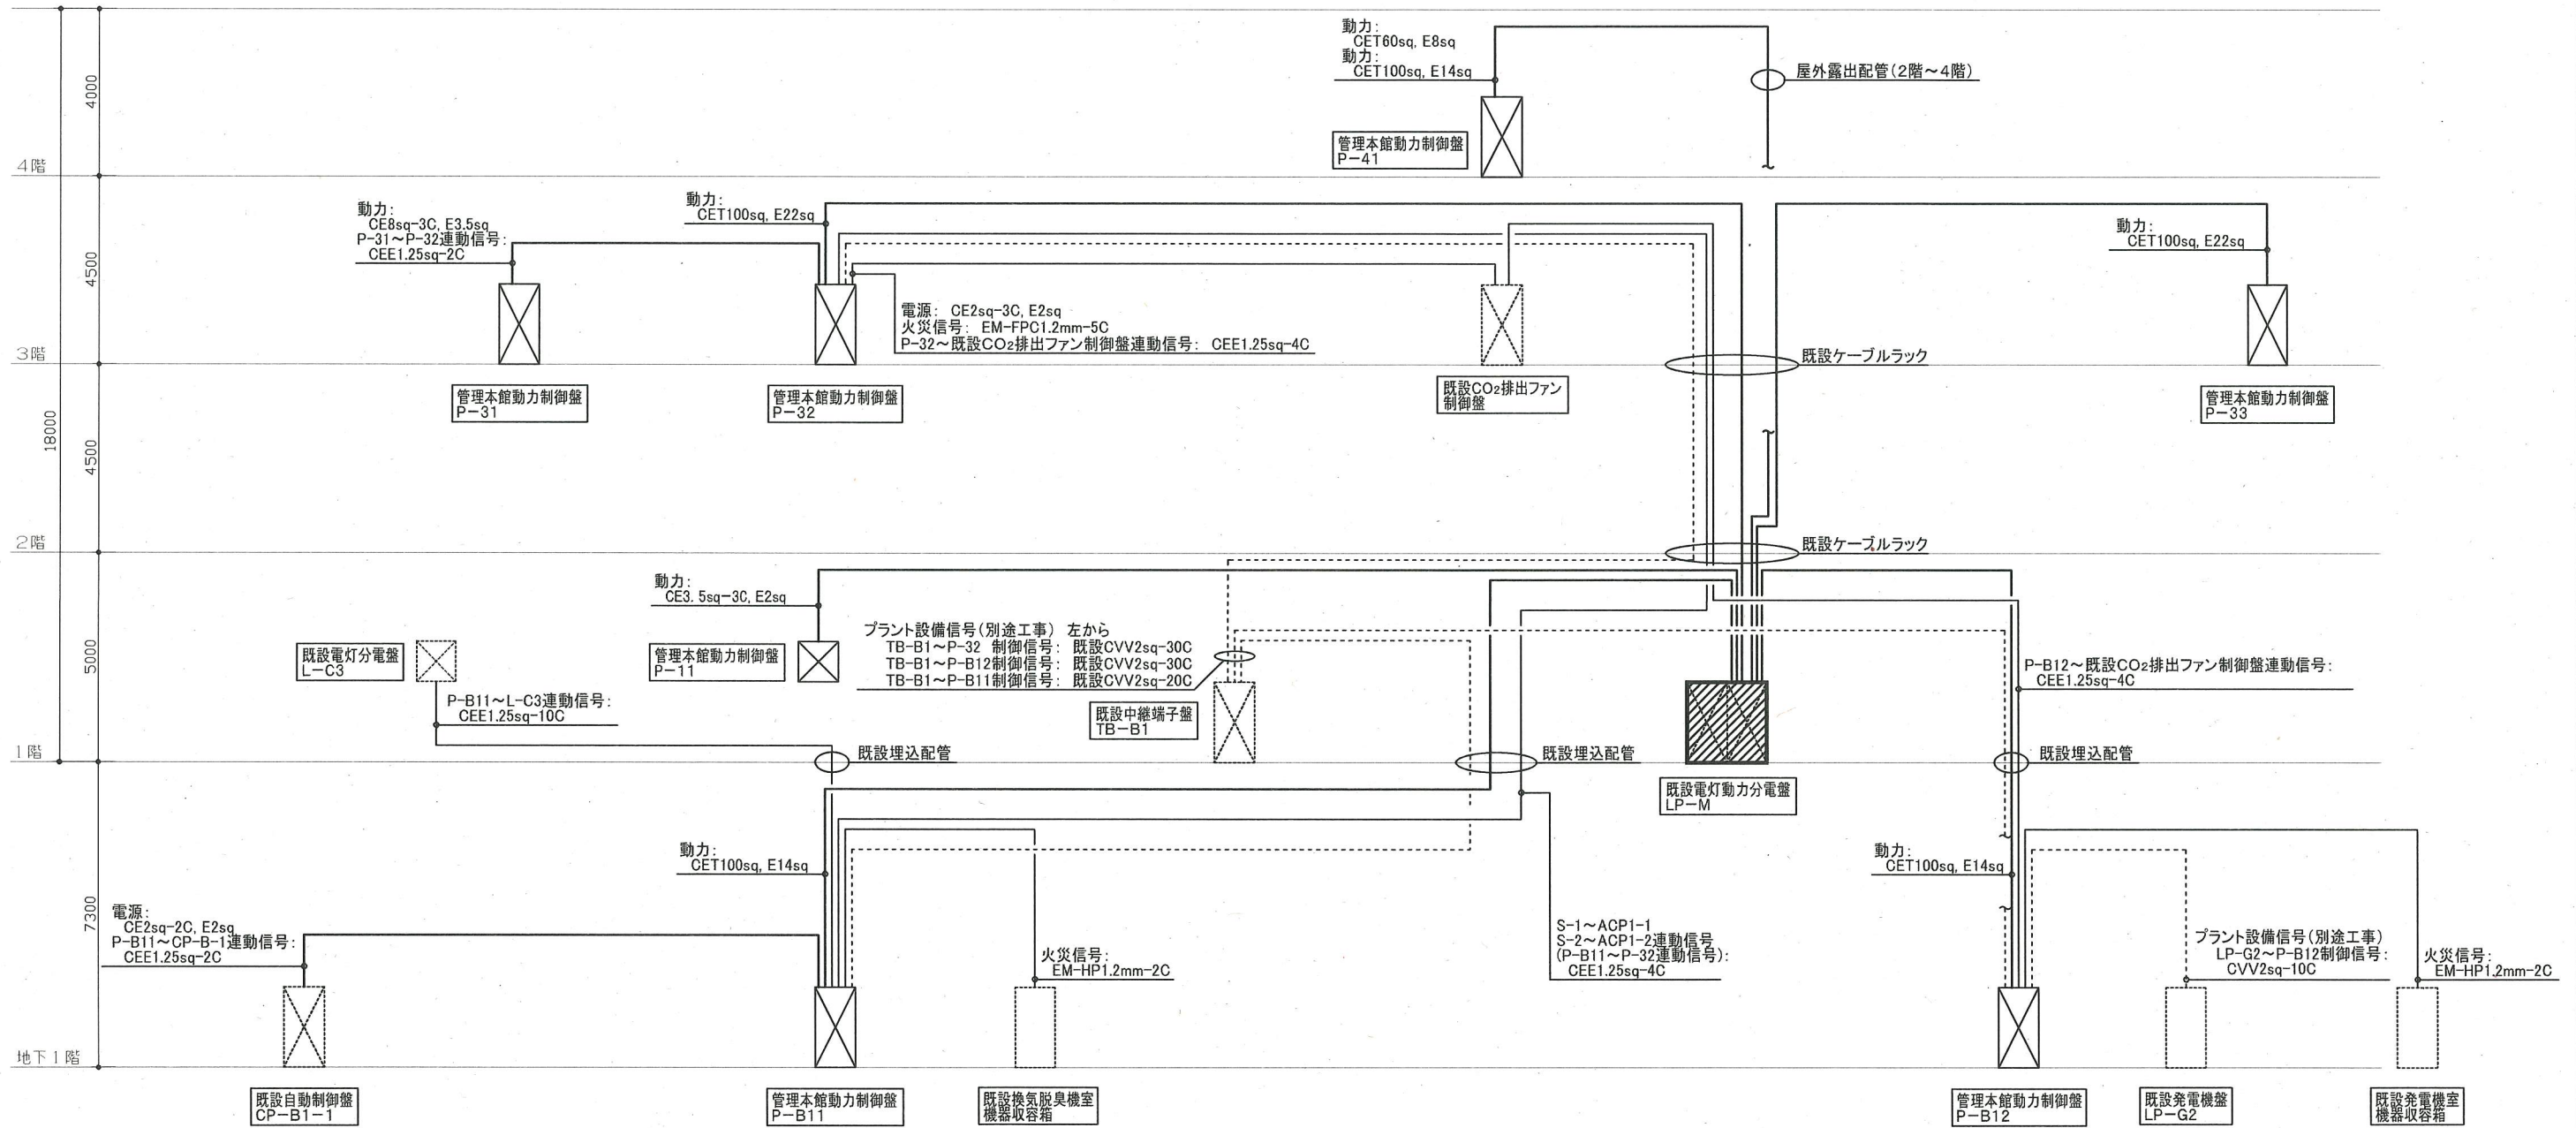 動力:
CET60sq, E8sq
動力:
CET100sq, E14sq
屋外露出配管(2階～4階)
4000
管理本館動力制御盤
P-41
4階
動力:
CE8sq-3C, E3.5sq
P-31～P-32連動信号:
CEE1.25sq-2C
動力:
CET100sq, E22sq
動力:
CET100sq, E22sq
4500
電源: CE2sq-3C, E2sq
火災信号: EM-FPC1.2mm-5C
P-32～既設CO₂排出ファン制御盤連動信号: CEE1.25sq-4C
3階
既設ケーブルラック
管理本館動力制御盤
P-31
管理本館動力制御盤
P-32
既設CO₂排出ファン
制御盤
管理本館動力制御盤
P-33
18000
4500
2階
既設ケーブルラック
動力:
CE3.5sq-3C, E2sq
プラント設備信号(別途工事) 左から
TB-B1～P-32 制御信号: 既設CVV2sq-30C
TB-B1～P-B12制御信号: 既設CVV2sq-30C
TB-B1～P-B11制御信号: 既設CVV2sq-20C
5000
既設電灯分電盤
L-C3
管理本館動力制御盤
P-11
P-B12～既設CO₂排出ファン制御盤連動信号:
CEE1.25sq-4C
P-B11～L-C3連動信号:
CEE1.25sq-10C
既設中継端子盤
TB-B1
1階
既設埋込配管
既設埋込配管
既設埋込配管
既設電灯動力分電盤
LP-M
動力:
CET100sq, E14sq
動力:
CET100sq, E14sq
7300
電源:
CE2sq-2C, E2sq
P-B11～CP-B-1連動信号:
CEE1.25sq-2C
火災信号:
EM-HP1.2mm-2C
S-1～ACP1-1
S-2～ACP1-2連動信号
(P-B11～P-32連動信号):
CEE1.25sq-4C
プラント設備信号(別途工事)
LP-G2～P-B12制御信号:
CVV2sq-10C
火災信号:
EM-HP1.2mm-2C
地下1階
既設自動制御盤
CP-B1-1
管理本館動力制御盤
P-B11
既設換気脱臭機室
機器収容箱
管理本館動力制御盤
P-B12
既設発電機盤
LP-G2
既設発電機室
機器収容箱